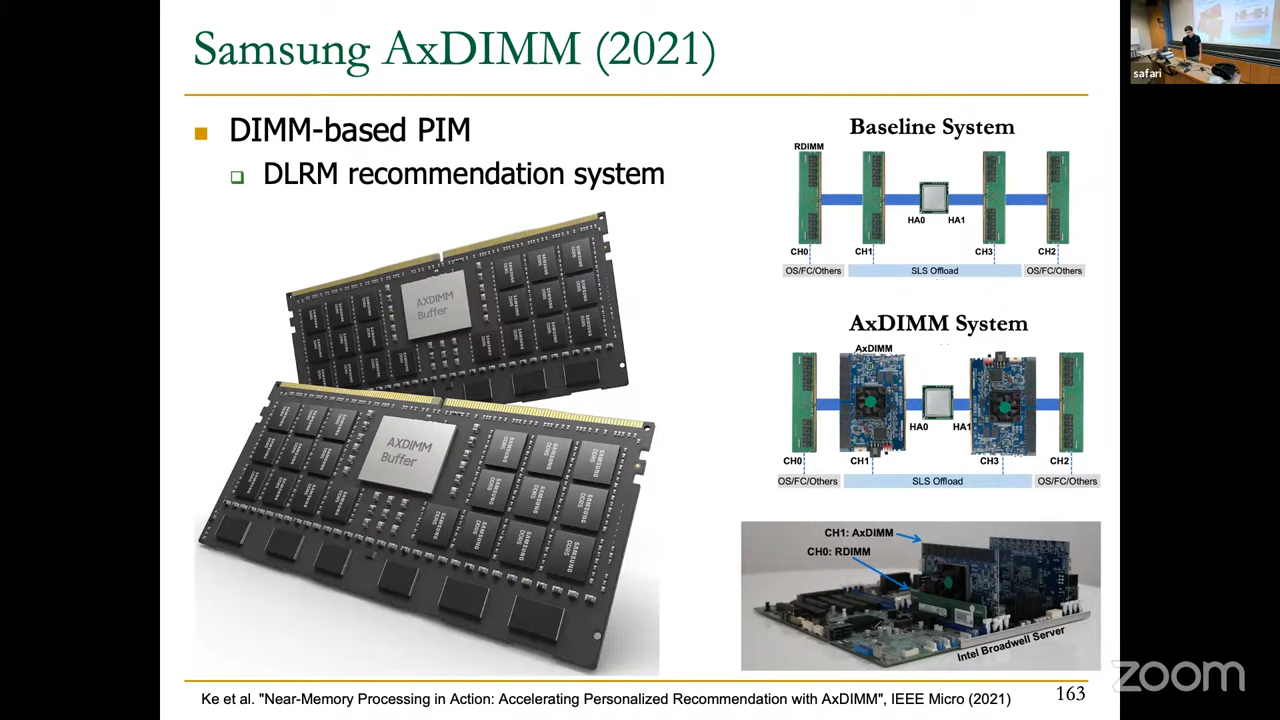 Samsung AxDIMM (2021)
DIMM-based PIM
DLRM recommendation system
AXDIMM
Buffer
AXDIMM
Buffer
SAMSUNG
DDR5
Baseline System
RDIMM
HA0
HA1
CH0
CH1
CH3
CH2
OS/FC/Others
SLS Offload
OS/FC/Others
AxDIMM System
AxDIMM
HA0
HA1
CH0
CH1
CH3
CH2
OS/FC/Others
SLS Offload
OS/FC/Others
CH1: AxDIMM
CH0: RDIMM
Intel Broadwell Server
Ke et al. "Near-Memory Processing in Action: Accelerating Personalized Recommendation with AxDIMM", IEEE Micro (2021)
163
safari
zoom